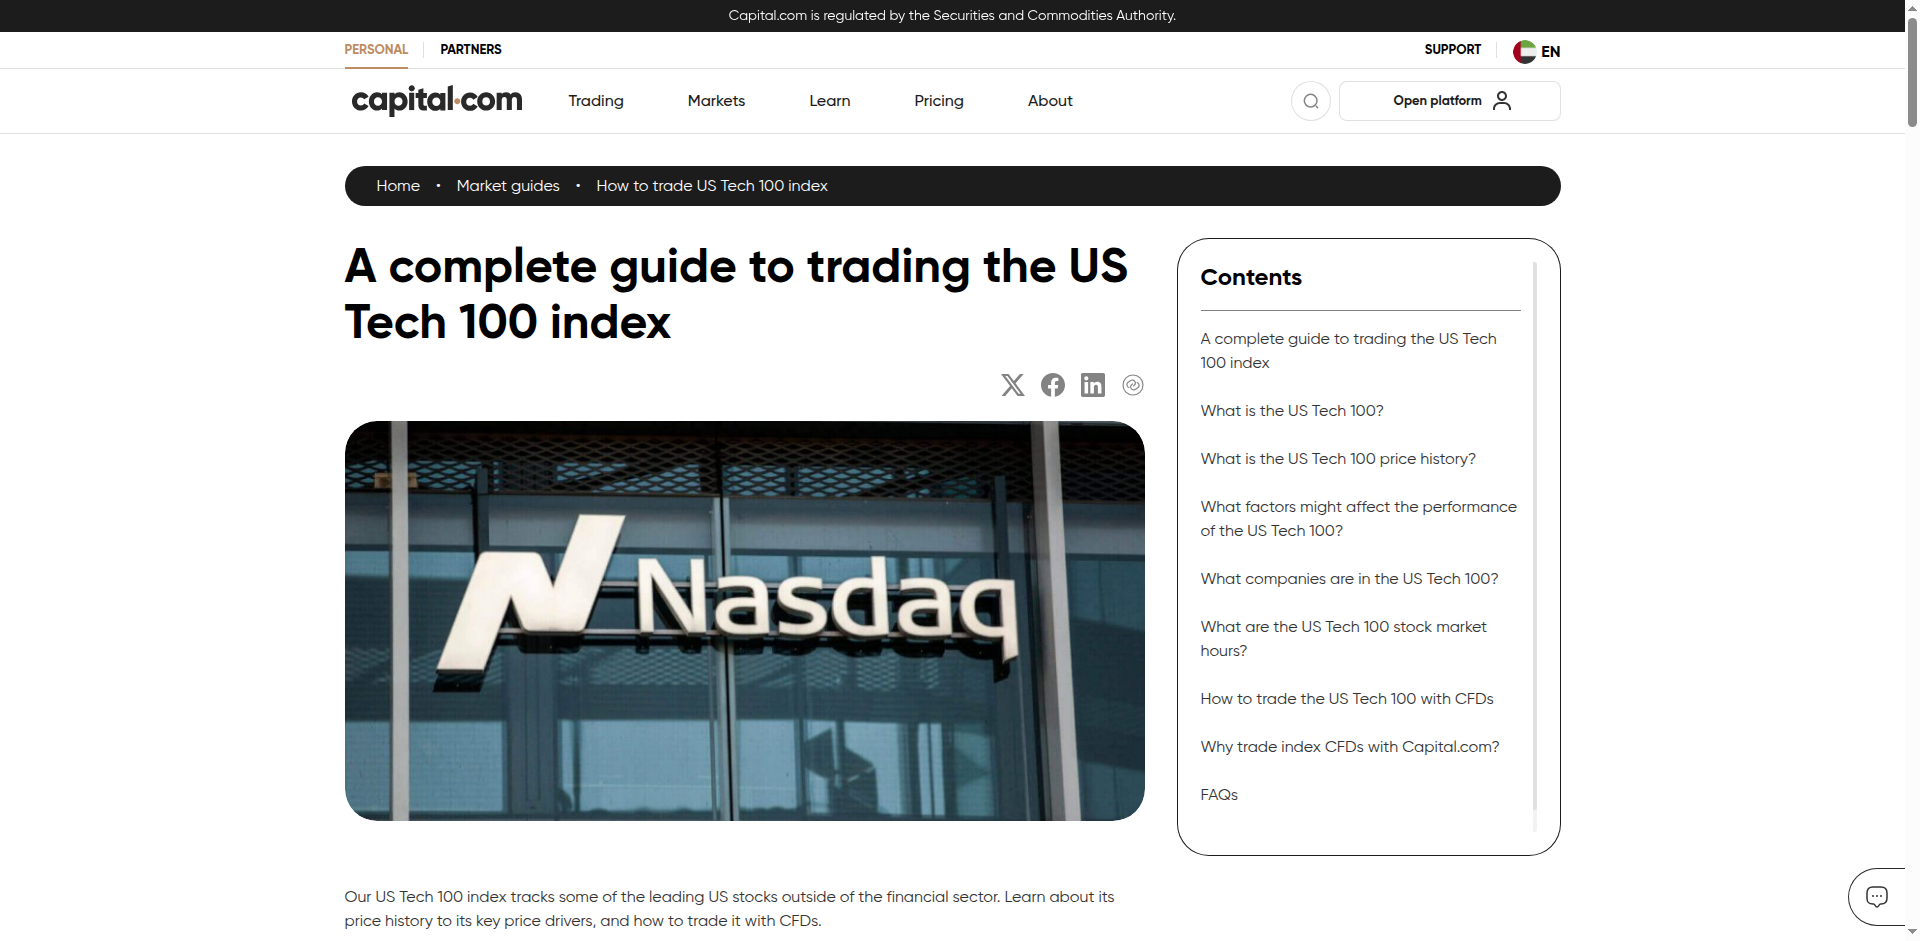 Capital.com is regulated by the Securities and Commodities Authority.
PERSONAL PARTNERS SUPPORT EN
capital.com Trading Markets Learn Pricing About Open platform
Home • Market guides • How to trade US Tech 100 index
A complete guide to trading the US
Tech 100 index
Nasdaq
Our US Tech 100 index tracks some of the leading US stocks outside of the financial sector. Learn about its
price history to its key price drivers, and how to trade it with CFDs.
Contents
A complete guide to trading the US Tech
100 index
What is the US Tech 100?
What is the US Tech 100 price history?
What factors might affect the performance
of the US Tech 100?
What companies are in the US Tech 100?
What are the US Tech 100 stock market
hours?
How to trade the US Tech 100 with CFDs
Why trade index CFDs with Capital.com?
FAQs